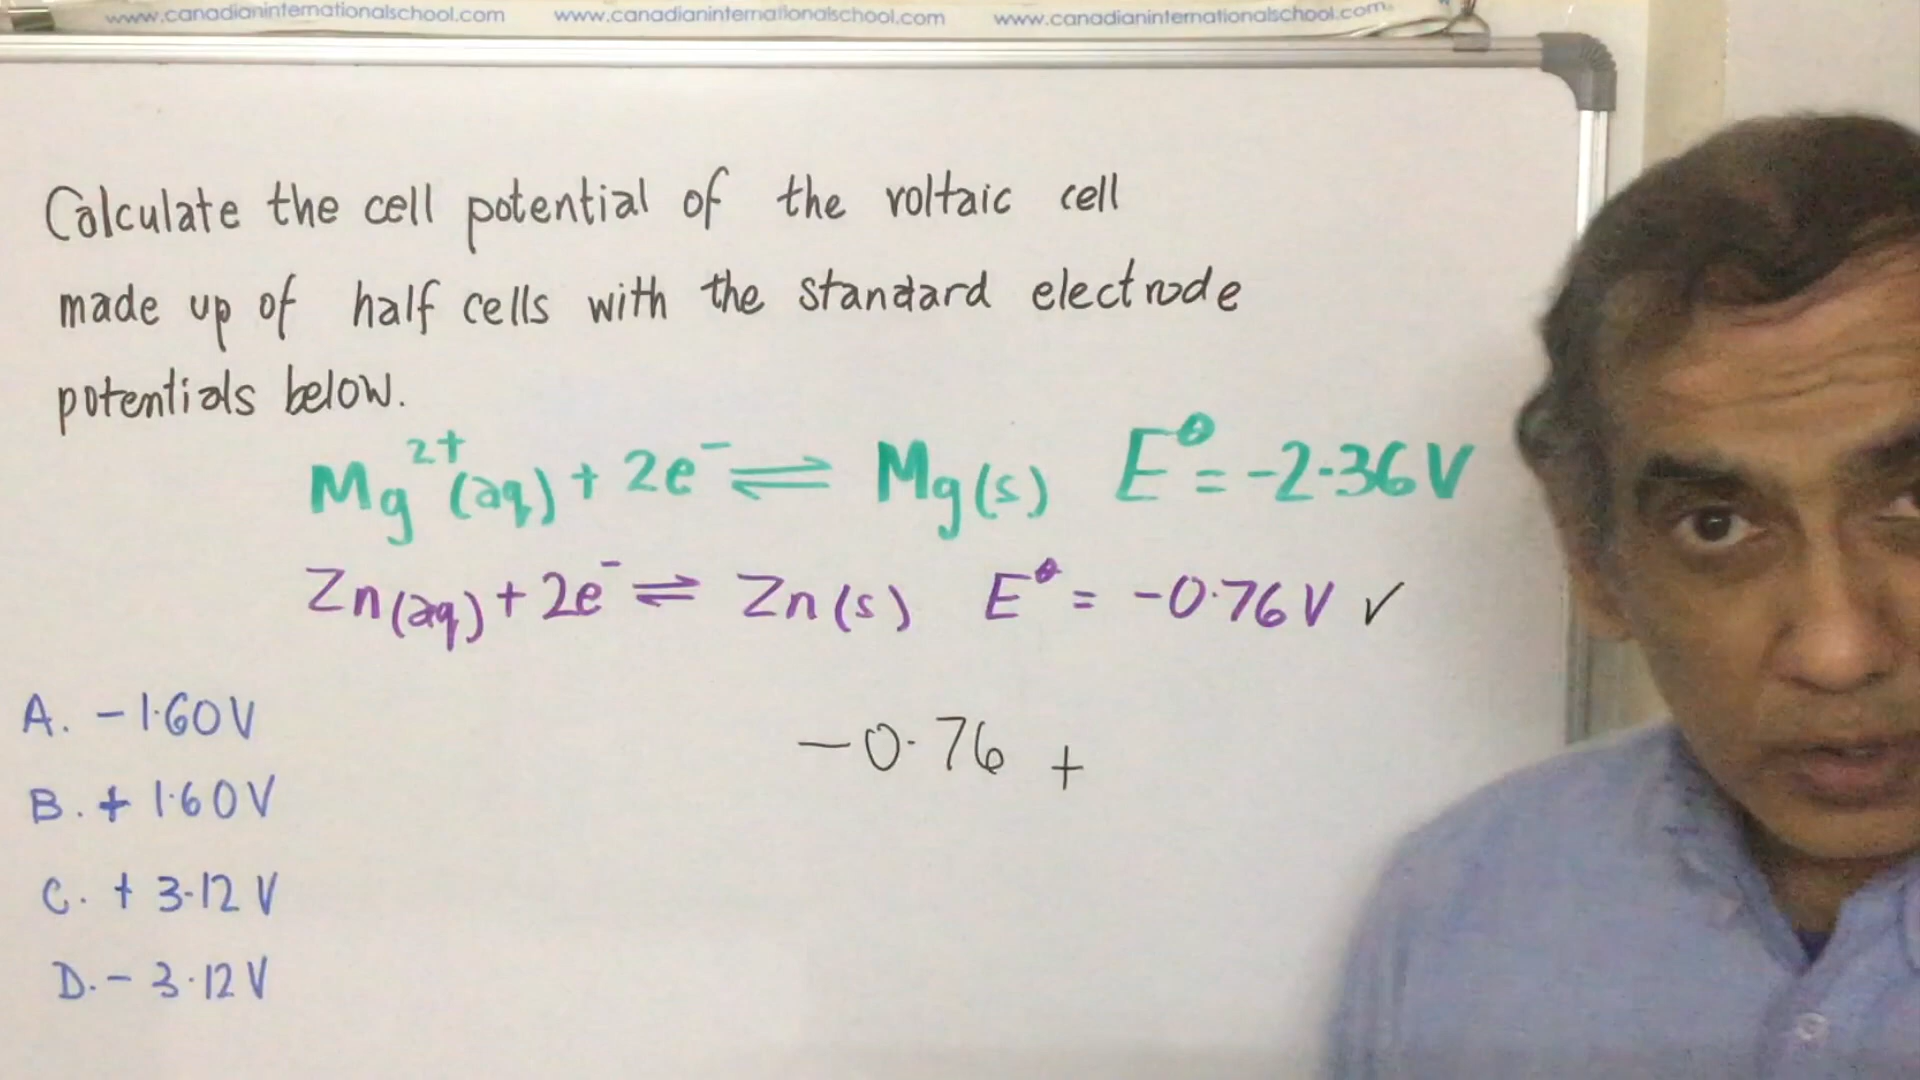 www.canadianinternationalschool.com www.canadianinternationalschool.com www.canadianinternationalschool.com
Calculate the cell potential of the voltaic cell
made up of half cells with the standard electrode
potentials below.
Mg²⁺(aq) + 2e⁻ ⇌ Mg(s) E⁰ = -2.36V
Zn(aq) + 2e⁻ ⇌ Zn(s) E⁰ = -0.76V ✓
A. -1.60V
-0.76 +
B. + 1.60V
C. + 3.12V
D. - 3.12V